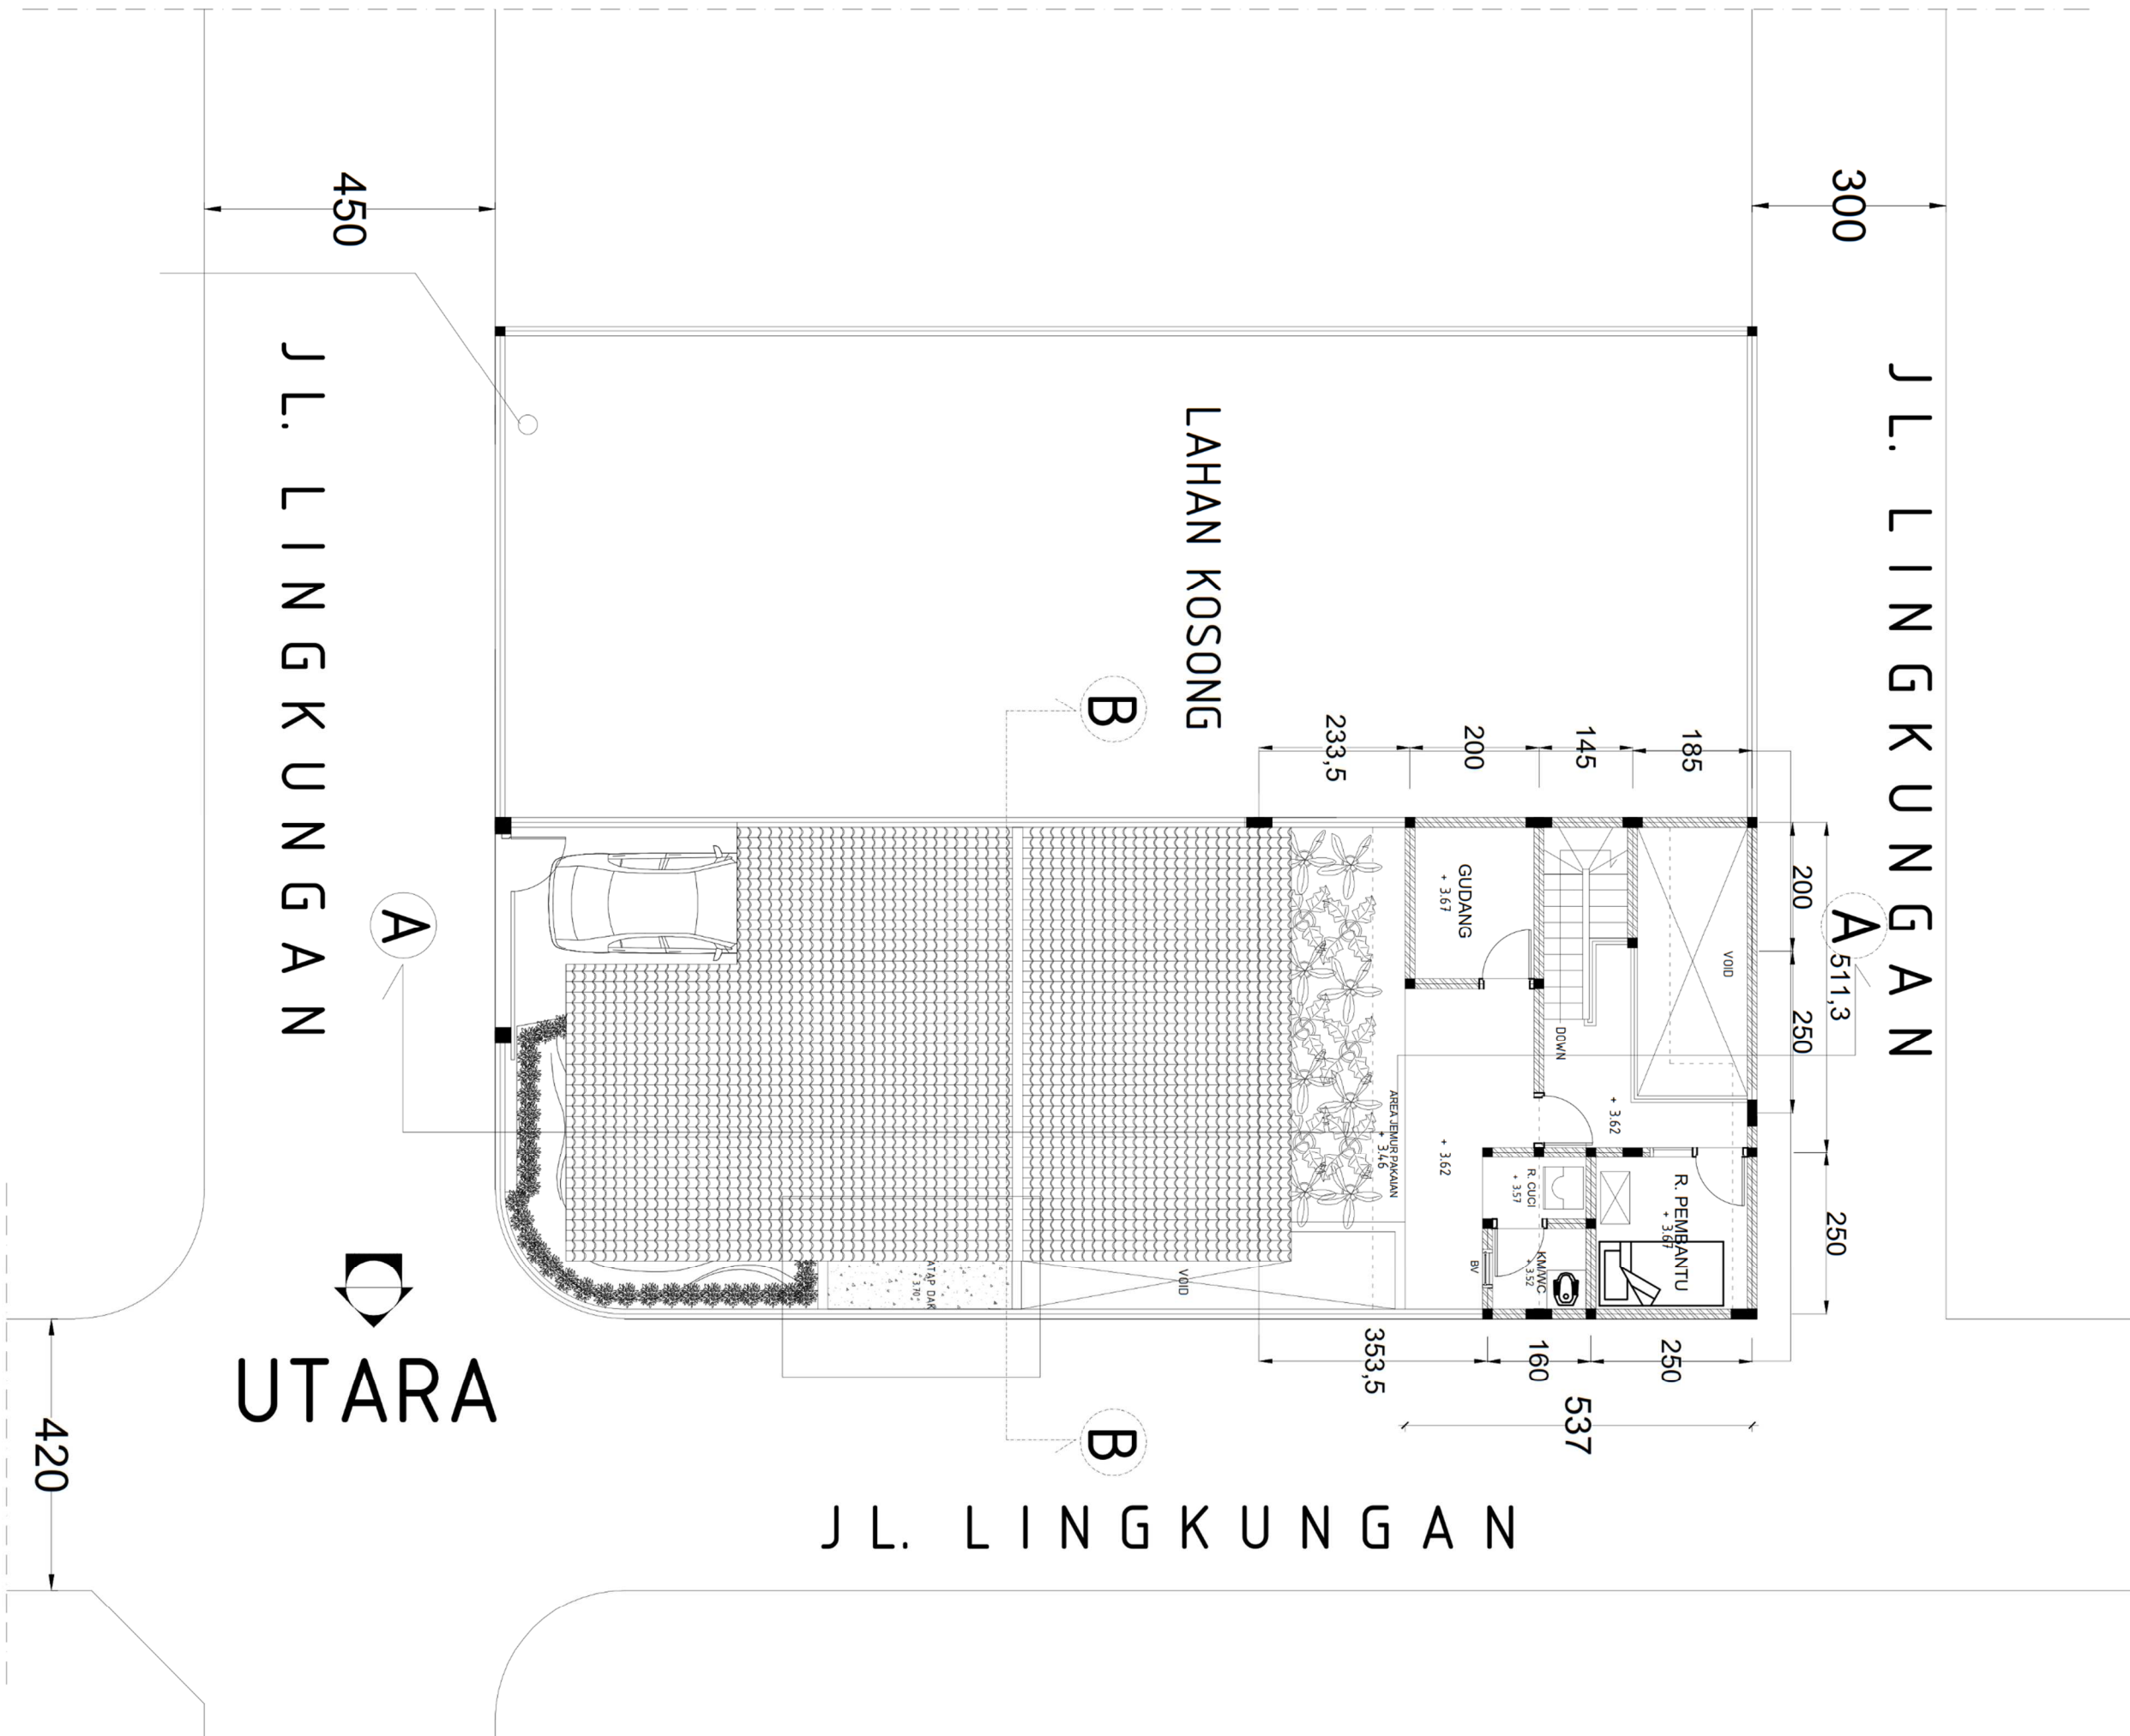 450
300
JL. LINGKUNGAN
JL. LINGKUNGAN
LAHAN KOSONG
B
233,5
200
145
185
A
A
GUDANG
+ 3.67
VOID
200
511,3
250
DOWN
+ 3.62
AREA JEMUR PAKAIAN
+ 3.46
+ 3.62
R. CUCI
+ 3.57
R. PEMBANTU
+ 3.67
250
BV
KM/WC
+ 3.52
ATAP DAK
+ 3.70
VOID
UTARA
353,5
160
250
537
420
B
JL. LINGKUNGAN